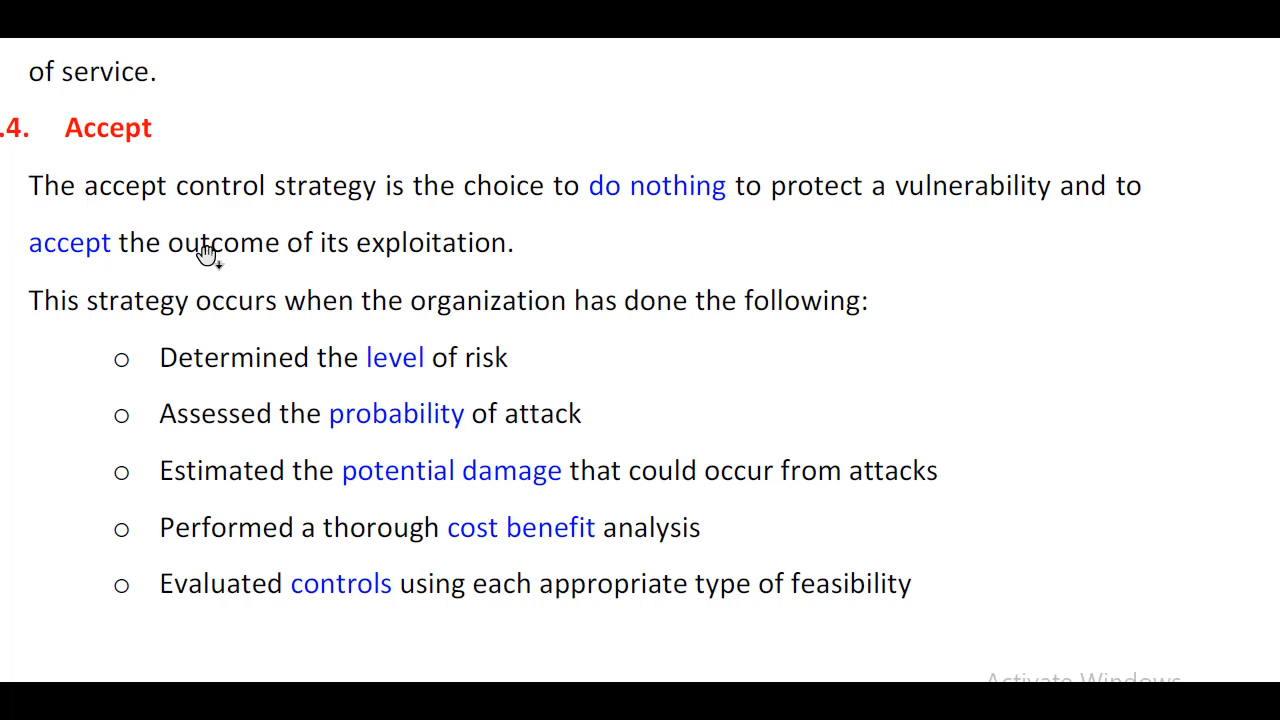 of service.
.4. Accept
The accept control strategy is the choice to do nothing to protect a vulnerability and to
accept the outcome of its exploitation.
This strategy occurs when the organization has done the following:
o Determined the level of risk
o Assessed the probability of attack
o Estimated the potential damage that could occur from attacks
o Performed a thorough cost benefit analysis
o Evaluated controls using each appropriate type of feasibility
Activate Windows